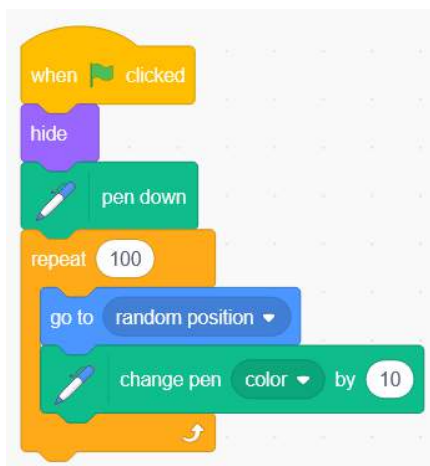 when clicked
hide
pen down
repeat 100
go to random position
change pen color by 10